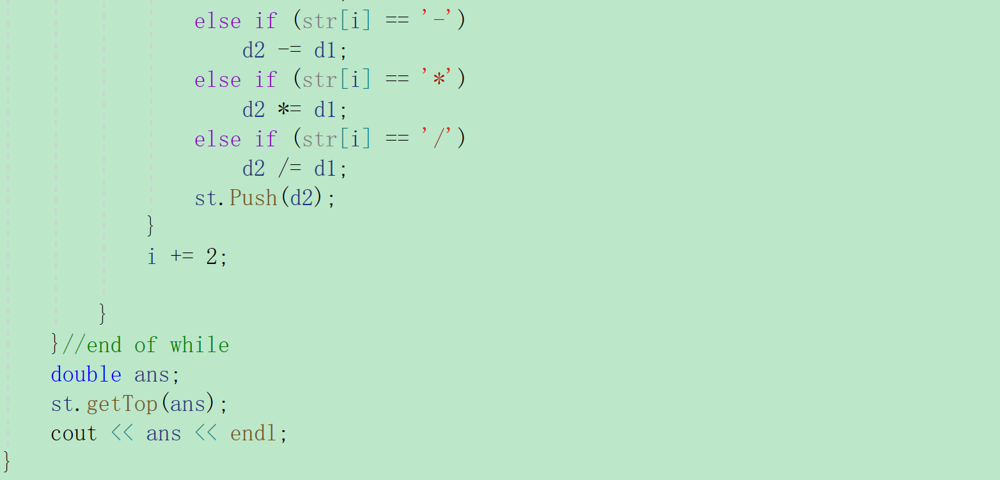 else if (str[i] == '-')
d2 -= d1;
else if (str[i] == '*')
d2 *= d1;
else if (str[i] == '/')
d2 /= d1;
st.Push(d2);
}
i += 2;
}
}//end of while
double ans;
st.getTop(ans);
cout << ans << endl;
}